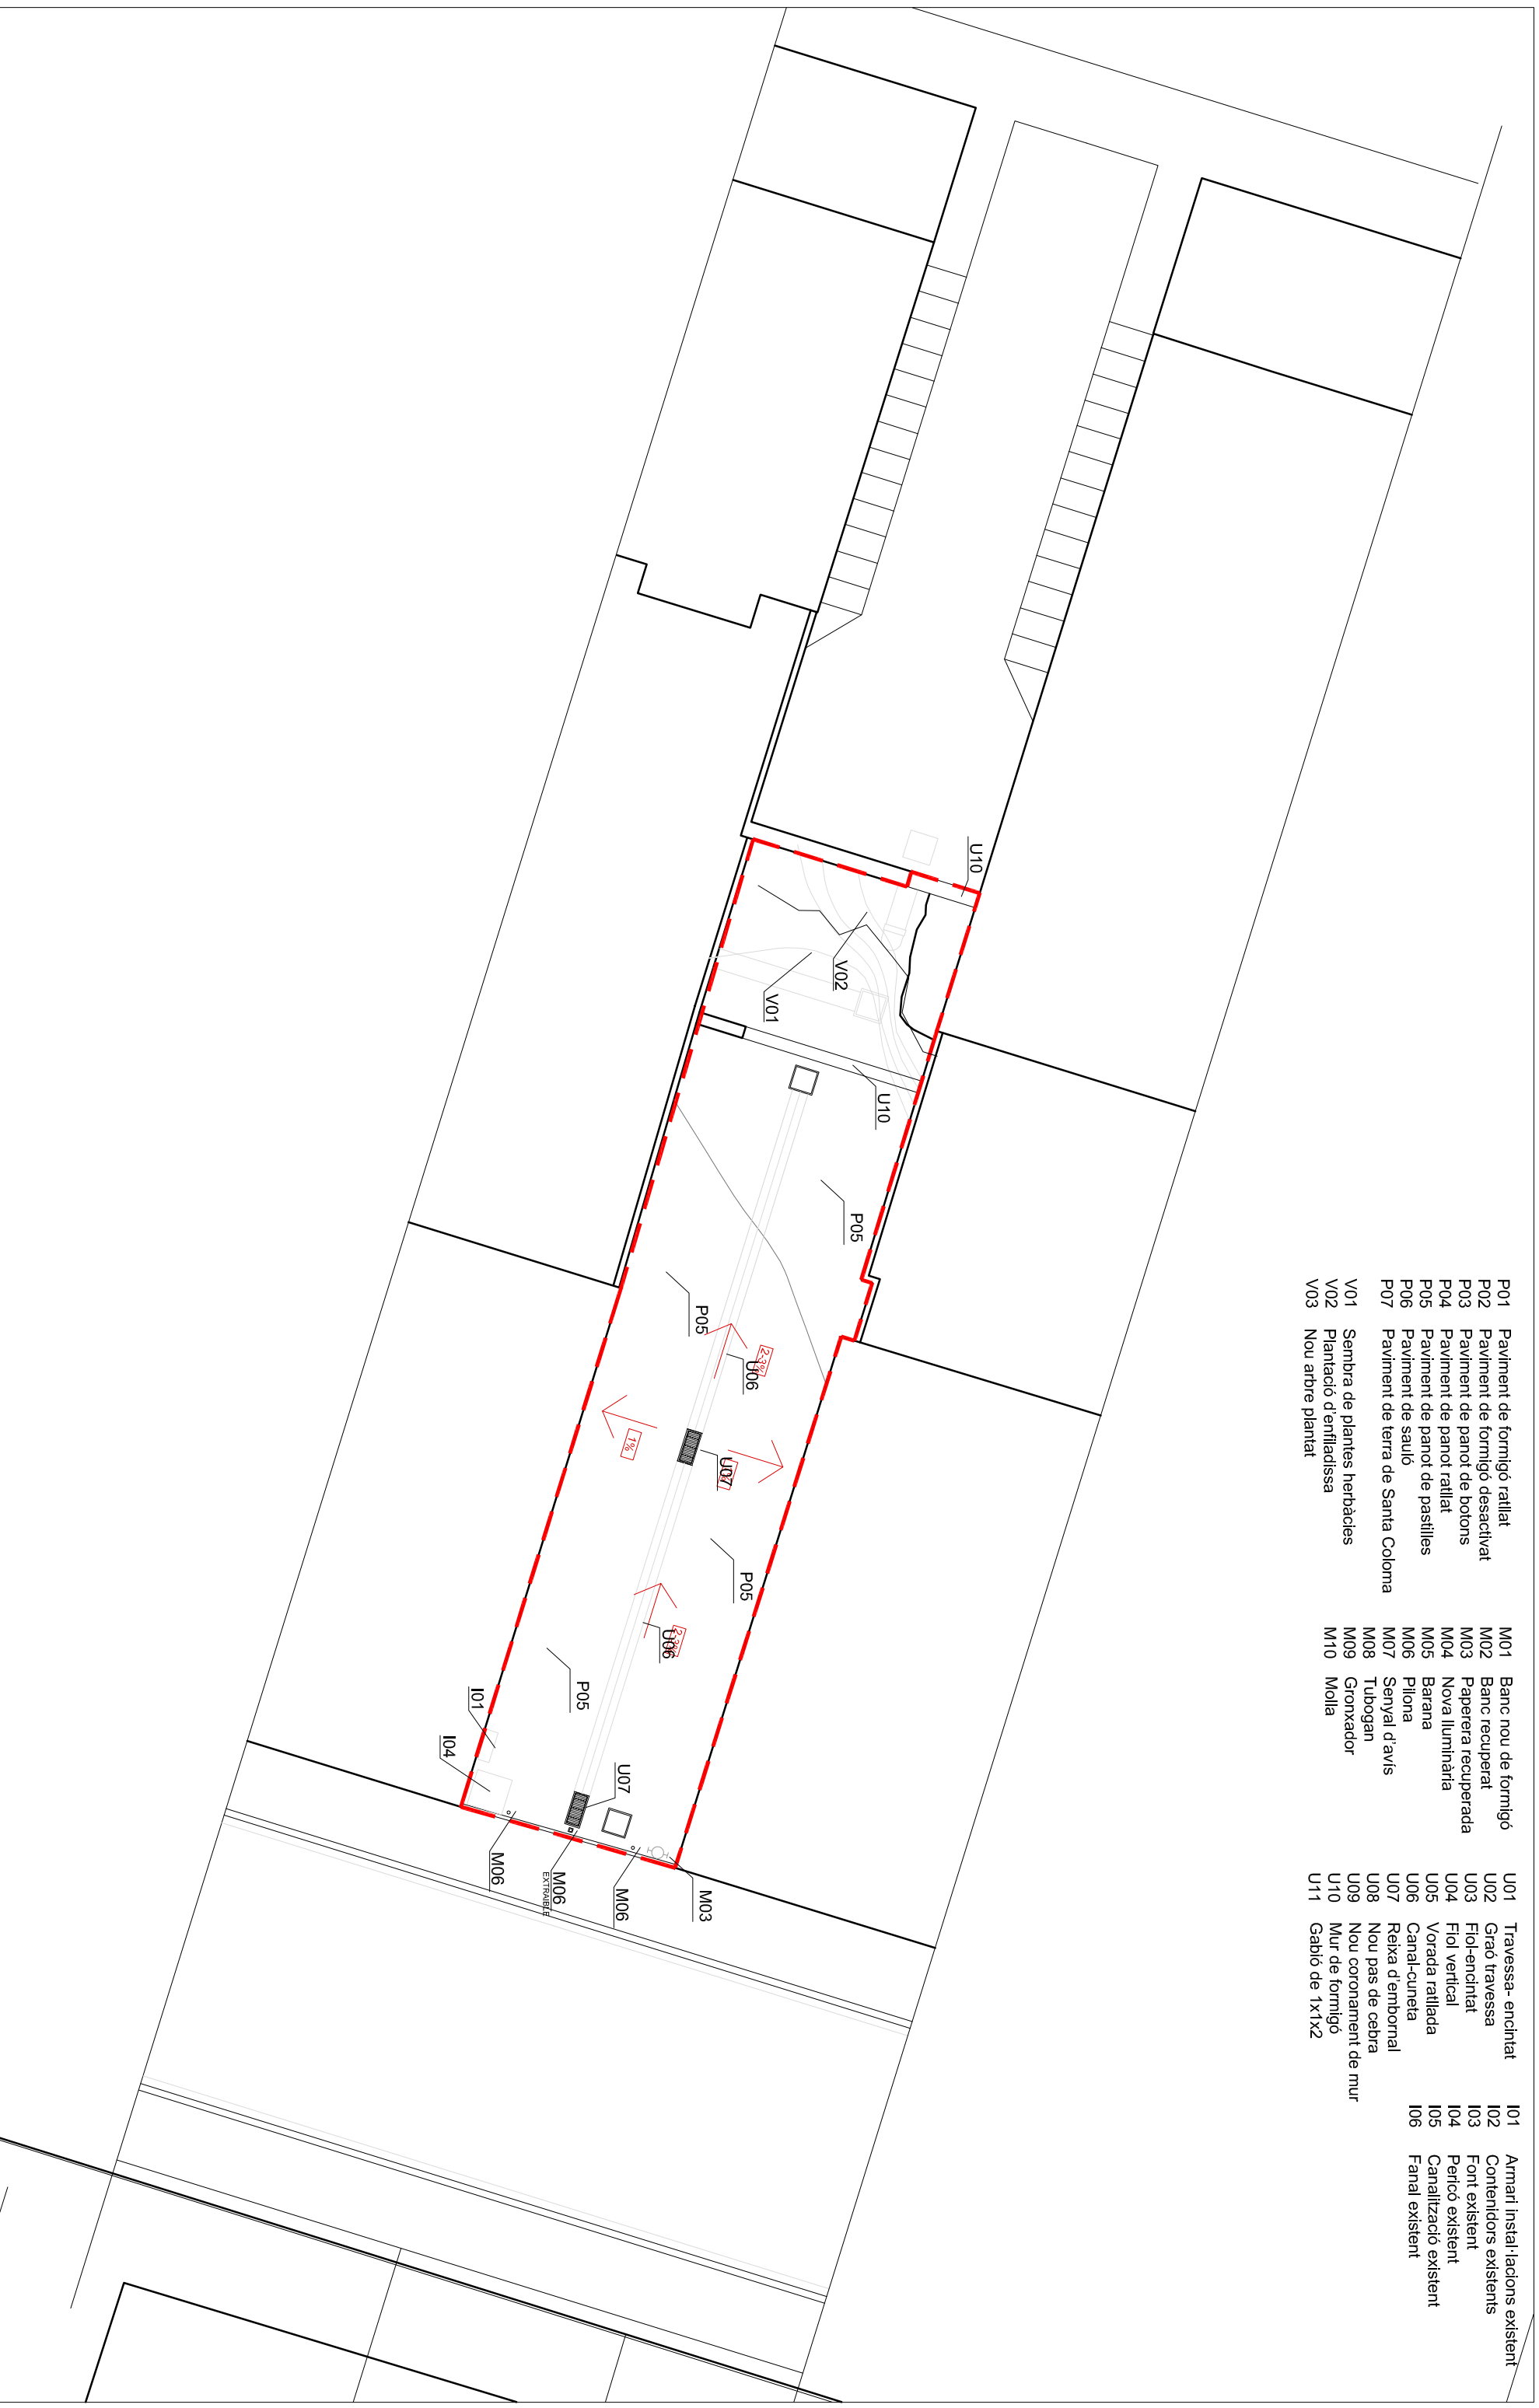 P01 Paviment de formigó ratllat
P02 Paviment de formigó desactivat
P03 Paviment de panot de botons
P04 Paviment de panot ratllat
P05 Paviment de panot de pastilles
P06 Paviment de sauló
P07 Paviment de terra de Santa Coloma
V01 Sembra de plantes herbàcies
V02 Plantació d'enfiladissa
V03 Nou arbre plantat
M01 Banc nou de formigó
M02 Banc recuperat
M03 Paperera recuperada
M04 Nova lluminària
M05 Barana
M06 Pilona
M07 Senyal d'avís
M08 Tubogan
M09 Gronxador
M10 Molla
U01 Travessa- encintat
U02 Graó travessa
U03 Fiol-encintat
U04 Fiol vertical
U05 Vorada ratllada
U06 Canal-cuneta
U07 Reixa d'embornal
U08 Nou pas de cebra
U09 Nou coronament de mur
U10 Mur de formigó
U11 Gabió de 1x1x2
I01 Armari instal·lacions existent
I02 Contenidors existents
I03 Font existent
I04 Pericó existent
I05 Canalització existent
I06 Fanal existent
U10
V02
V01
U10
P05
P05
2-3%
U06
1%
U07
P05
U06
P05
I01
I04
U07
M06
M06
EXTRAIBLE
M06
M03